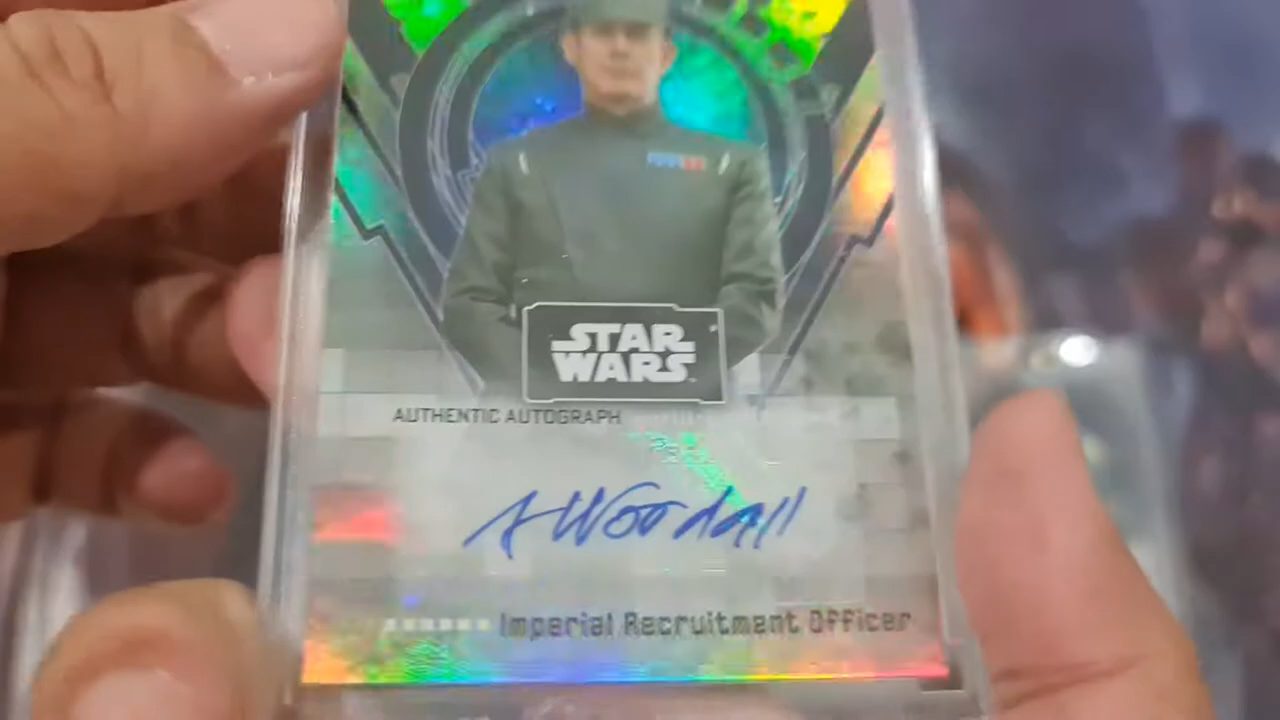 STAR
WARS
AUTHENTIC AUTOGRAPH
A Woodall
Imperial Recruitment Officer